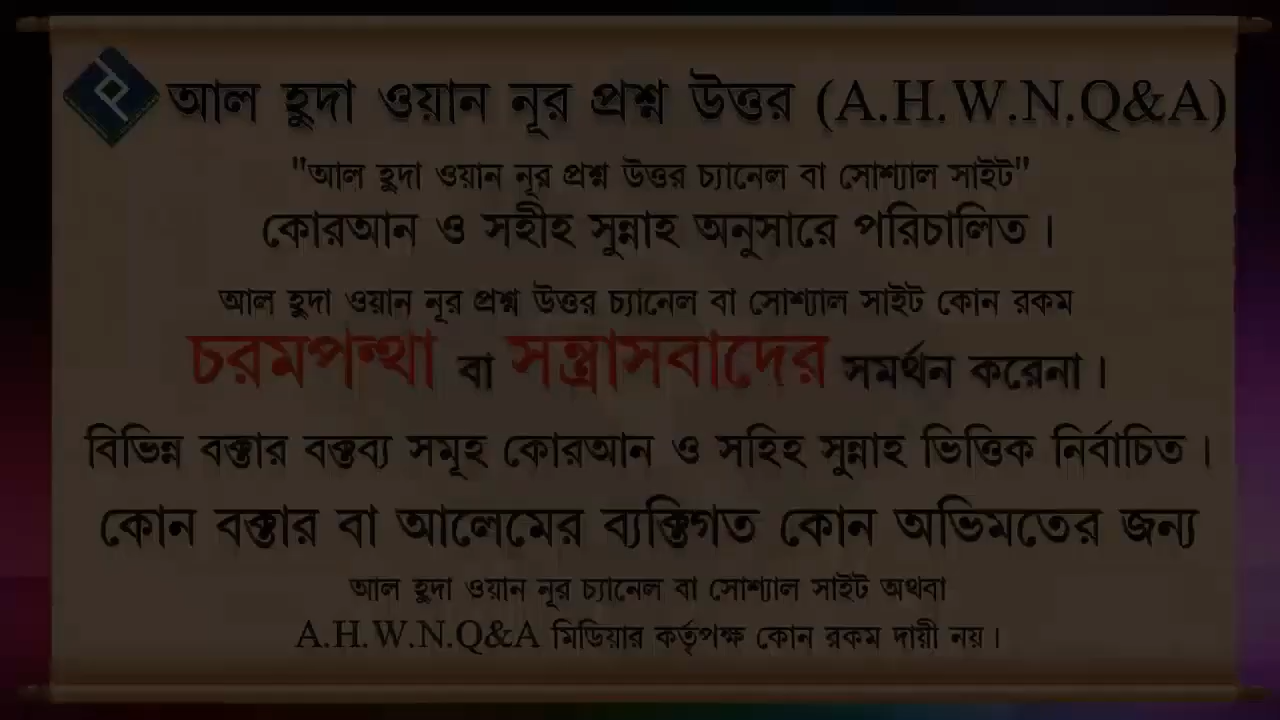 আল হুদা ওয়ান নূর প্রশ্ন উত্তর (A.H.W.N.Q&A)
"আল হুদা ওয়ান নূর প্রশ্ন উত্তর চ্যানেল বা সোশ্যাল সাইট"
কোরআন ও সহীহ সুন্নাহ অনুসারে পরিচালিত।
আল হুদা ওয়ান নূর প্রশ্ন উত্তর চ্যানেল বা সোশ্যাল সাইট কোন রকম
চরমপন্থা বা সন্ত্রাসবাদের সমর্থন করেনা।
বিভিন্ন বক্তার বক্তব্য সমূহ কোরআন ও সহিহ সুন্নাহ ভিত্তিক নির্বাচিত।
কোন বক্তার বা আলেমের ব্যক্তিগত কোন অভিমতের জন্য
আল হুদা ওয়ান নূর চ্যানেল বা সোশ্যাল সাইট অথবা
A.H.W.N.Q&A মিডিয়ার কর্তৃপক্ষ কোন রকম দায়ী নয়।